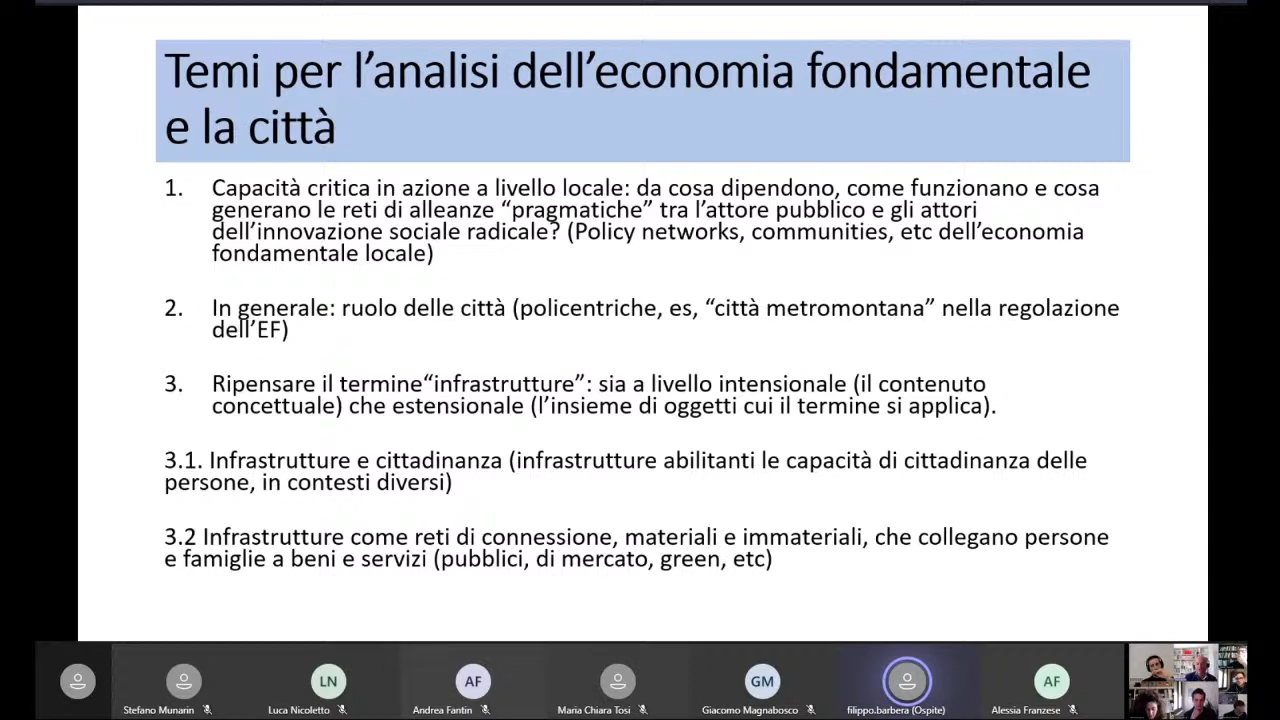 Temi per l’analisi dell’economia fondamentale
e la città
1. Capacità critica in azione a livello locale: da cosa dipendono, come funzionano e cosa
generano le reti di alleanze “pragmatiche” tra l’attore pubblico e gli attori
dell’innovazione sociale radicale? (Policy networks, communities, etc dell’economia
fondamentale locale)
2. In generale: ruolo delle città (policentriche, es, “città metromontana” nella regolazione
dell’EF)
3. Ripensare il termine“infrastrutture”: sia a livello intensionale (il contenuto
concettuale) che estensionale (l’insieme di oggetti cui il termine si applica).
3.1. Infrastrutture e cittadinanza (infrastrutture abilitanti le capacità di cittadinanza delle
persone, in contesti diversi)
3.2 Infrastrutture come reti di connessione, materiali e immateriali, che collegano persone
e famiglie a beni e servizi (pubblici, di mercato, green, etc)
LN AF GM AF
Stefano Munarin Luca Nicoletto Andrea Fantin Maria Chiara Tosi Giacomo Magnabosco filippo.barbera (Ospite) Alessia Franzese